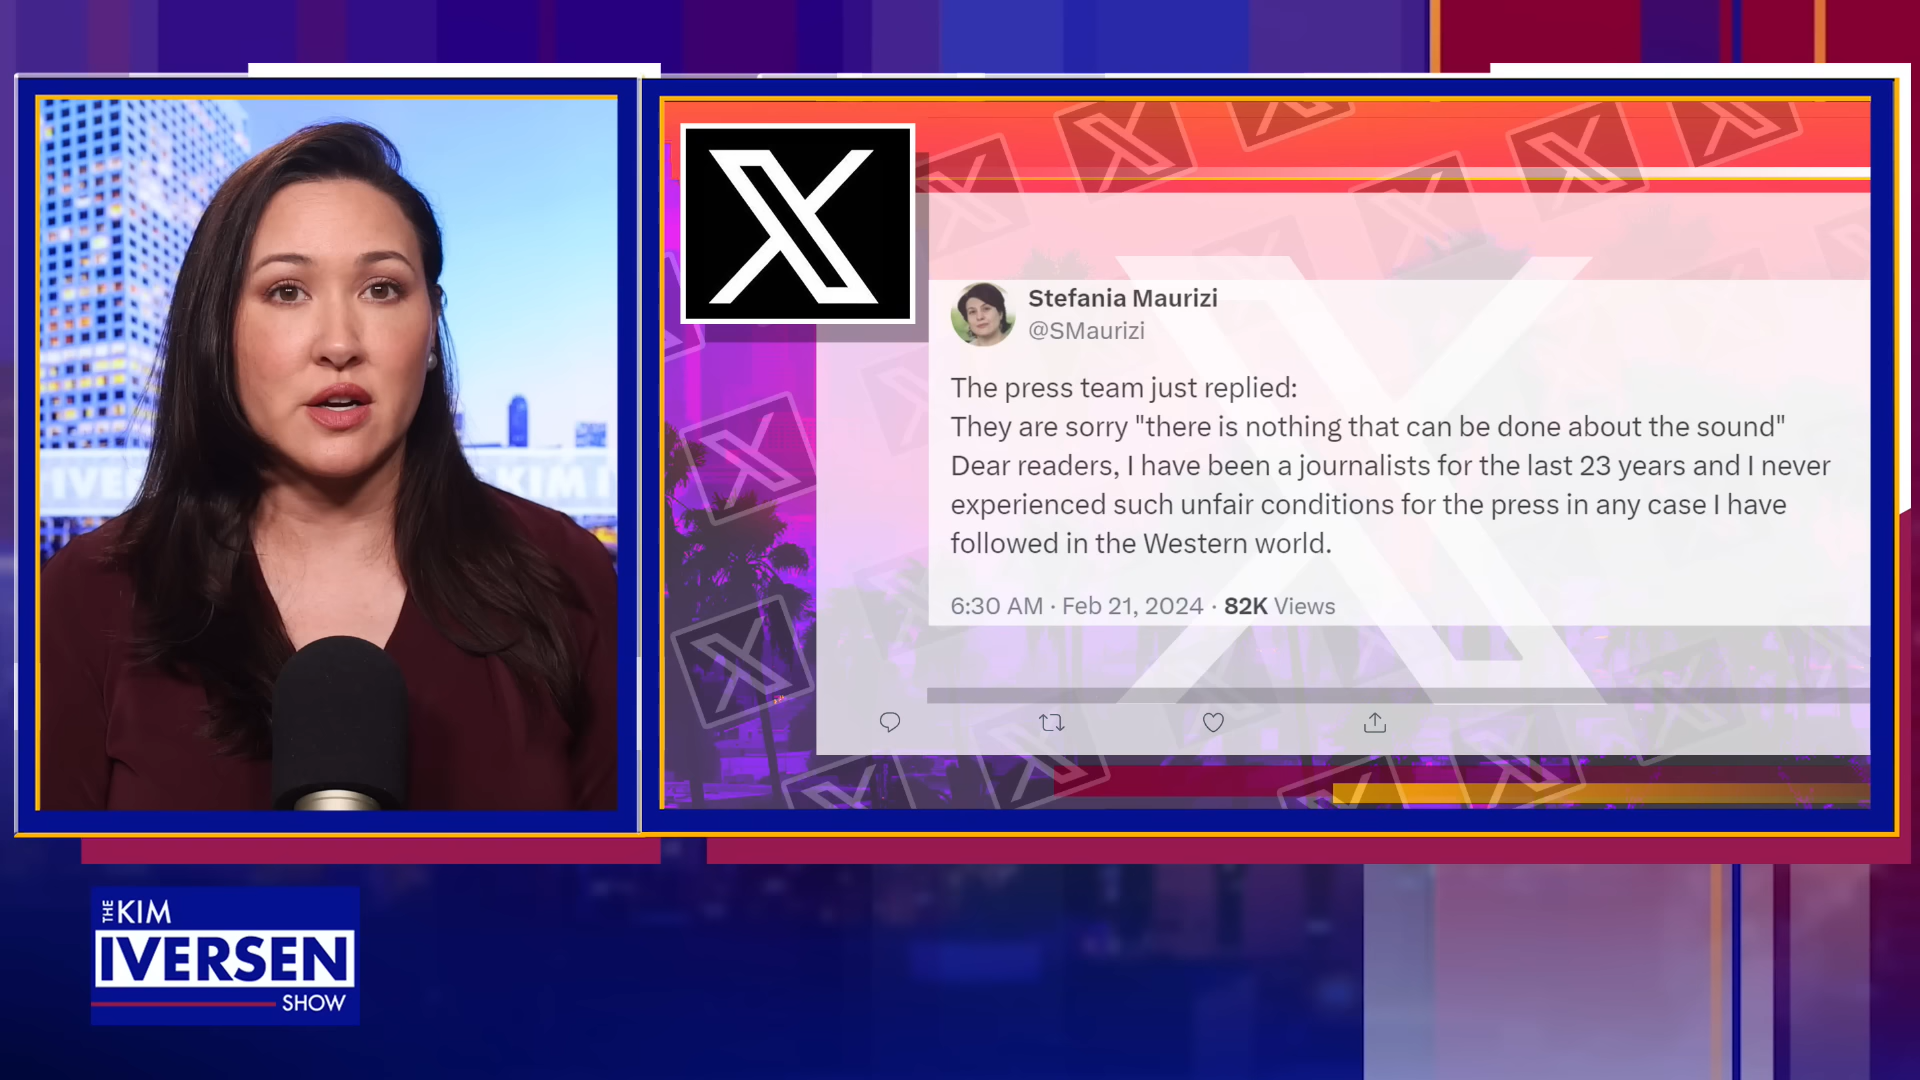 IVE
KIM I
Stefania Maurizi
@SMaurizi
The press team just replied:
They are sorry "there is nothing that can be done about the sound"
Dear readers, I have been a journalists for the last 23 years and I never
experienced such unfair conditions for the press in any case I have
followed in the Western world.
6:30 AM · Feb 21, 2024 · 82K Views
THE KIM
IVERSEN
SHOW